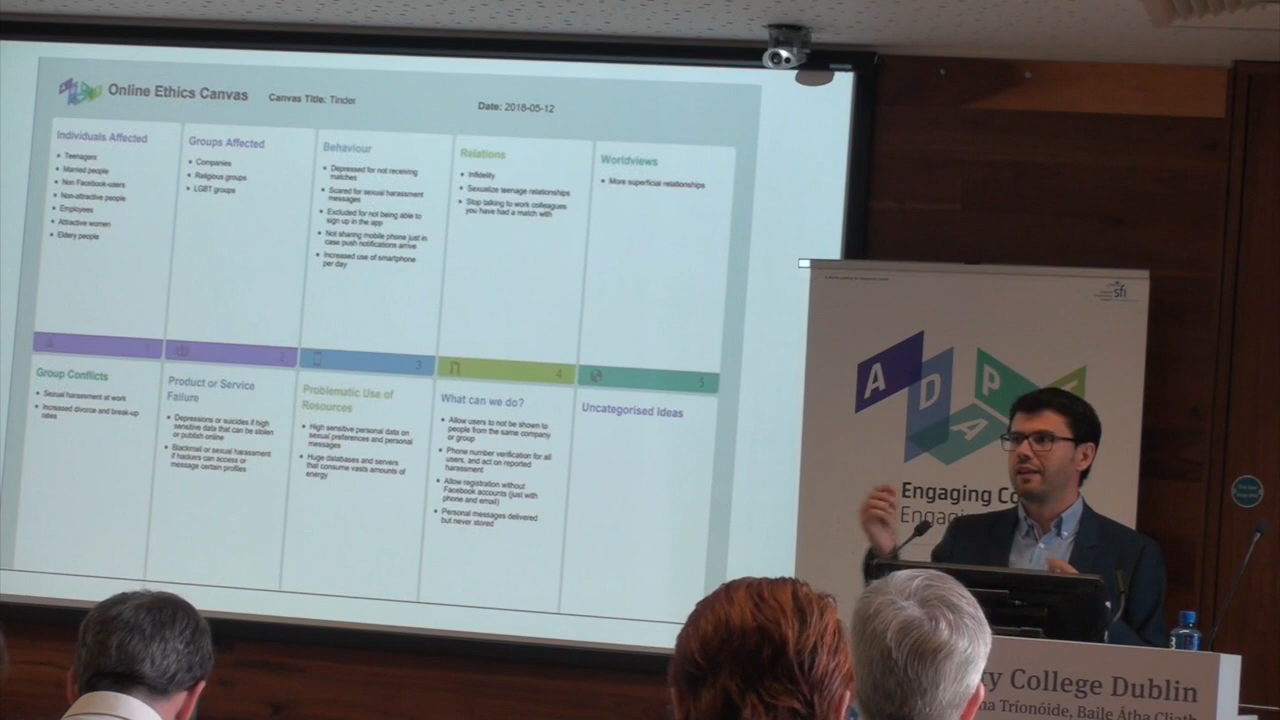 Online Ethics Canvas
Canvas Title: Tinder
Date: 2018-05-12
Individuals Affected
• Teenagers
• Married people
• Non Facebook-users
• Non-attractive people
• Employees
• Attractive women
• Eldery people
Groups Affected
• Companies
• Religious groups
• LGBT groups
Behaviour
• Depressed for not receiving
matches
• Scared for sexual harassment
messages
• Excluded for not being able to
sign up in the app
• Not sharing mobile phone just in
case push notifications arrive
• Increased use of smartphone
per day
Relations
• Infidelity
• Sexualize teenage relationships
• Stop talking to work colleagues
you have had a match with
Worldviews
• More superficial relationships
1
2
3
4
5
Group Conflicts
• Sexual harassment at work
• Increased divorce and break-up
rates
Product or Service
Failure
• Depressions or suicides if high
sensitive data that can be stolen
or publish online
• Blackmail or sexual harassment
if hackers can access or
message certain profiles
Problematic Use of
Resources
• High sensitive personal data on
sexual preferences and personal
messages
• Huge databases and servers
that consume vasts amounts of
energy
What can we do?
• Allow users to not be shown to
people from the same company
or group
• Phone number verification for all
users, and act on reported
harassment
• Allow registration without
Facebook accounts (just with
phone and email)
• Personal messages delivered
but never stored
Uncategorised Ideas
sfi
ADAPT
Engaging Co
Engagi
ty College Dublin
na Tríonóide, Baile Átha Cliath